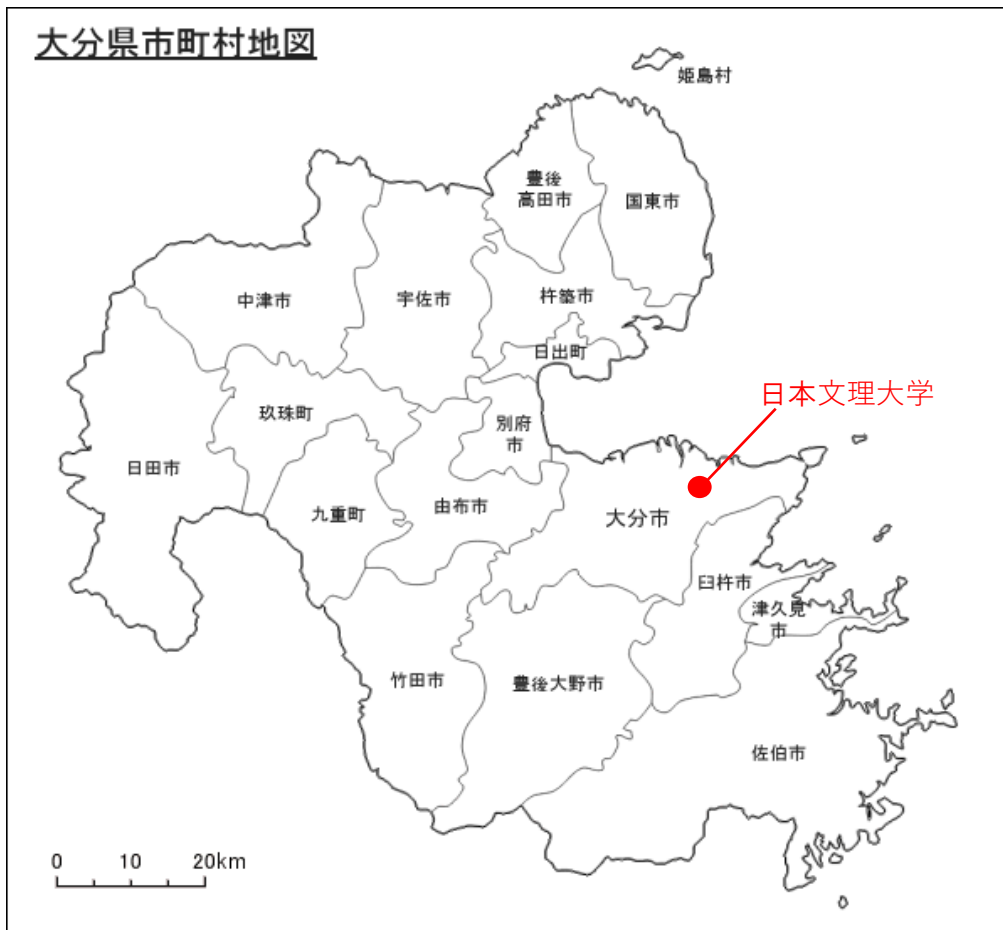 大分県市町村地図
姫島村
豊後
高田市
国東市
中津市
宇佐市
杵築市
日出町
玖珠町
別府
市
日本文理大学
日田市
九重町
由布市
大分市
臼杵市
津久見
市
竹田市
豊後大野市
佐伯市
0 10 20km